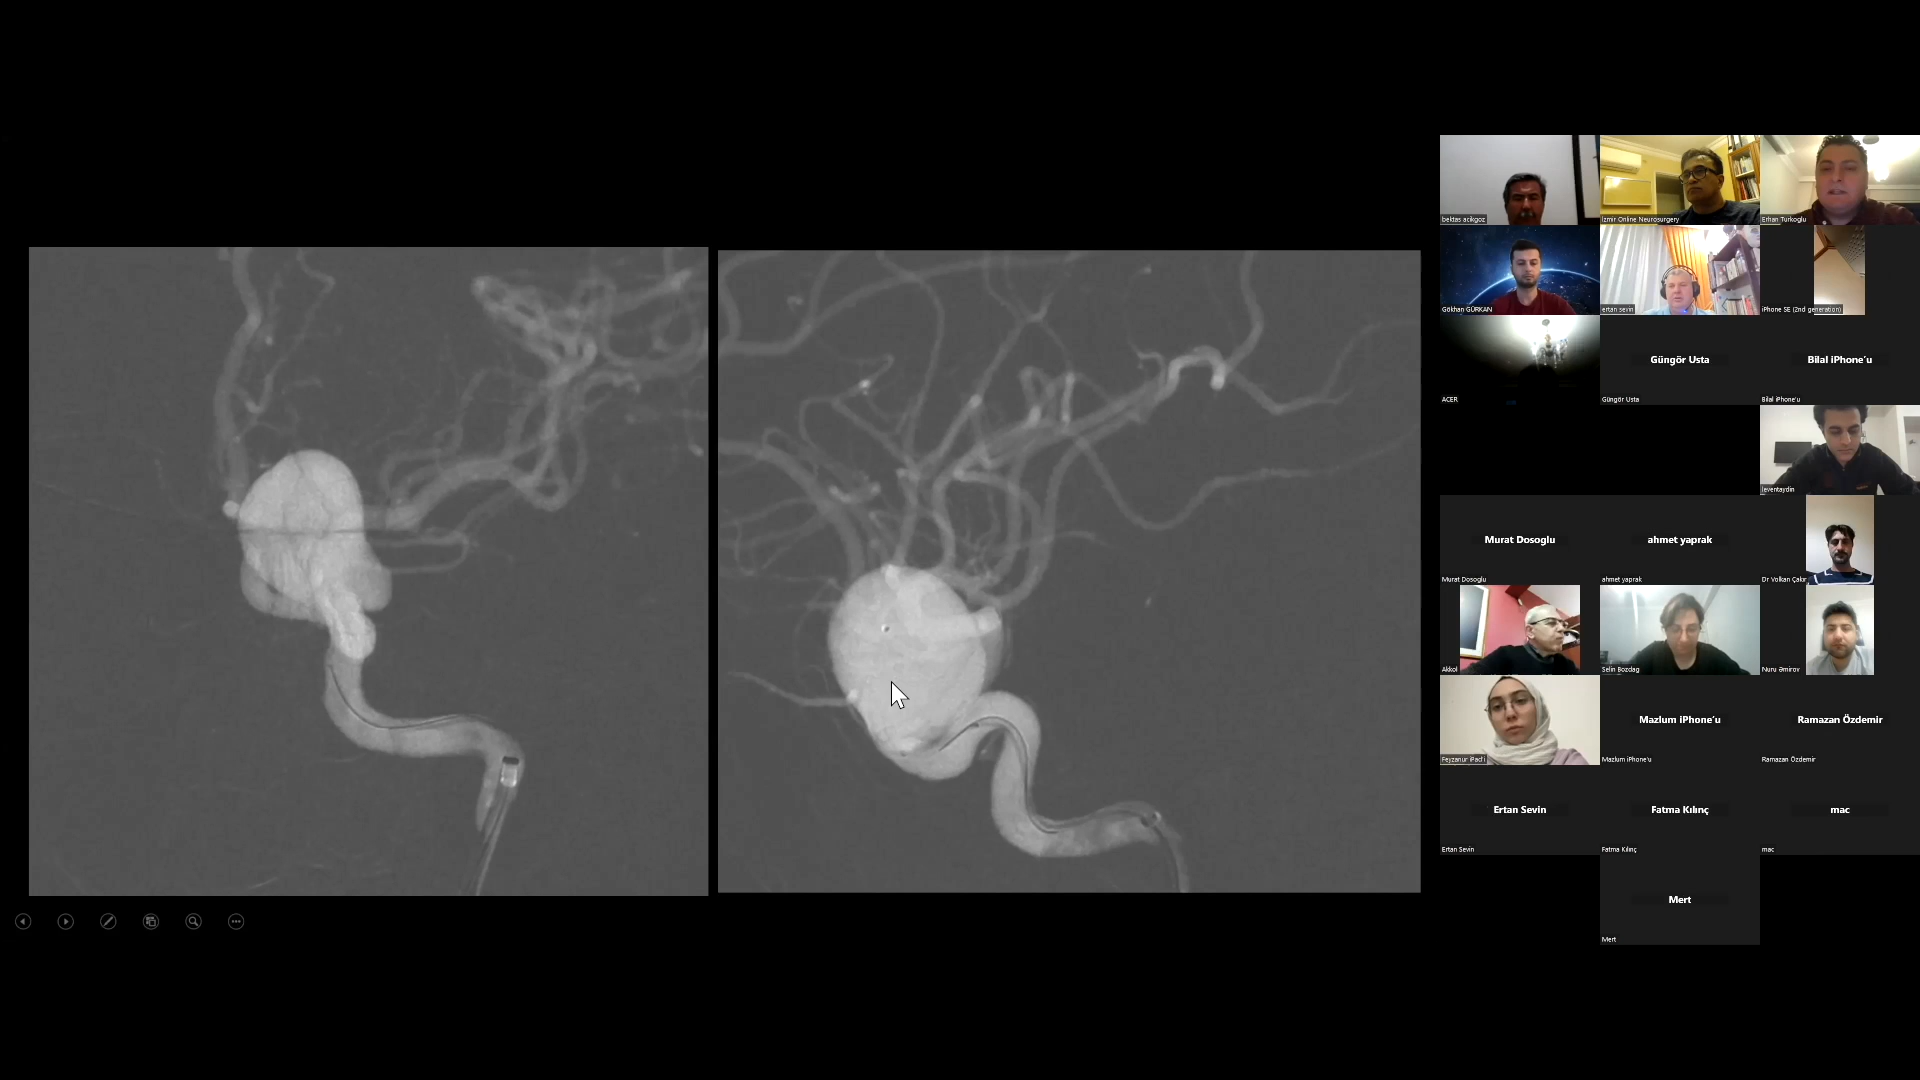 bektas acikgoz
Izmir Online Neurosurgery
Erhan Turkoglu
Gökhan GÜRKAN
ertan sevin
iPhone SE (2nd generation)
Güngör Usta
Bilal iPhone'u
ACER
Güngör Usta
Bilal iPhone'u
leventaydin
Murat Dosoglu
ahmet yaprak
Murat Dosoglu
ahmet yaprak
Dr Volkan Çakır
Akkol
Selin Bozdag
Nuru Əmirov
Mazlum iPhone'u
Ramazan Özdemir
Feyzanur iPad'i
Mazlum iPhone'u
Ramazan Özdemir
Ertan Sevin
Fatma Kılınç
mac
Ertan Sevin
Fatma Kılınç
mac
Mert
Mert